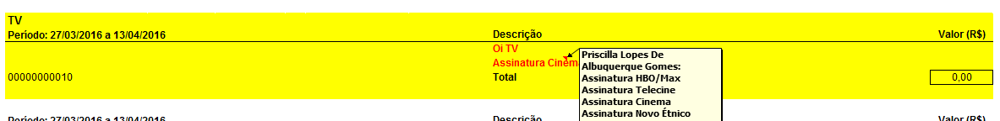 TV
Período: 27/03/2016 a 13/04/2016 Descrição Valor (R$)
Oi TV
Assinatura Cinema
00000000010 Total 0,00
Priscilla Lopes De
Albuquerque Gomes:
Assinatura HBO/Max
Assinatura Telecine
Assinatura Cinema
Assinatura Novo Étnico
Período: 27/03/2016 a 13/04/2016 Descrição Valor (R$)